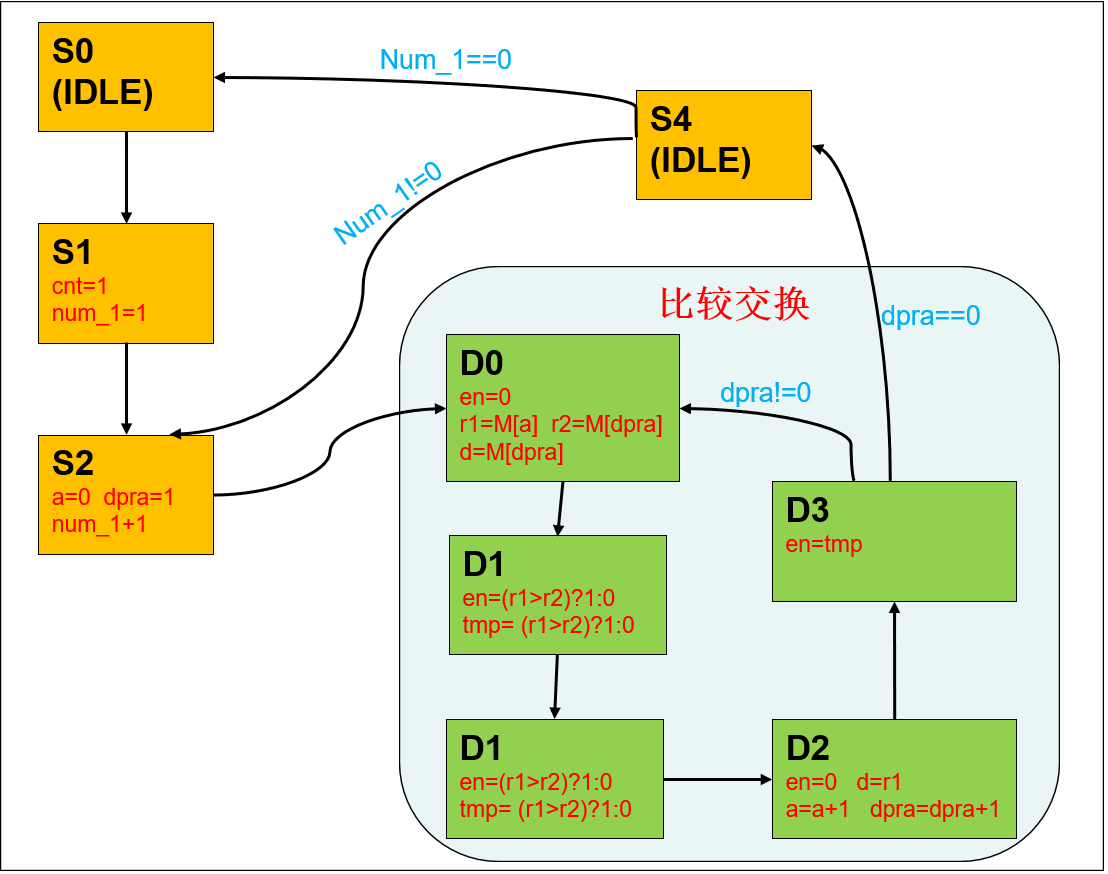 S0
(IDLE)
Num_1==0
S4
(IDLE)
Num_1!=0
S1
cnt=1
num_1=1
S2
a=0 dpra=1
num_1+1
比较交换
dpra==0
D0
en=0
r1=M[a] r2=M[dpra]
d=M[dpra]
dpra!=0
D1
en=(r1>r2)?1:0
tmp= (r1>r2)?1:0
D3
en=tmp
D1
en=(r1>r2)?1:0
tmp= (r1>r2)?1:0
D2
en=0 d=r1
a=a+1 dpra=dpra+1